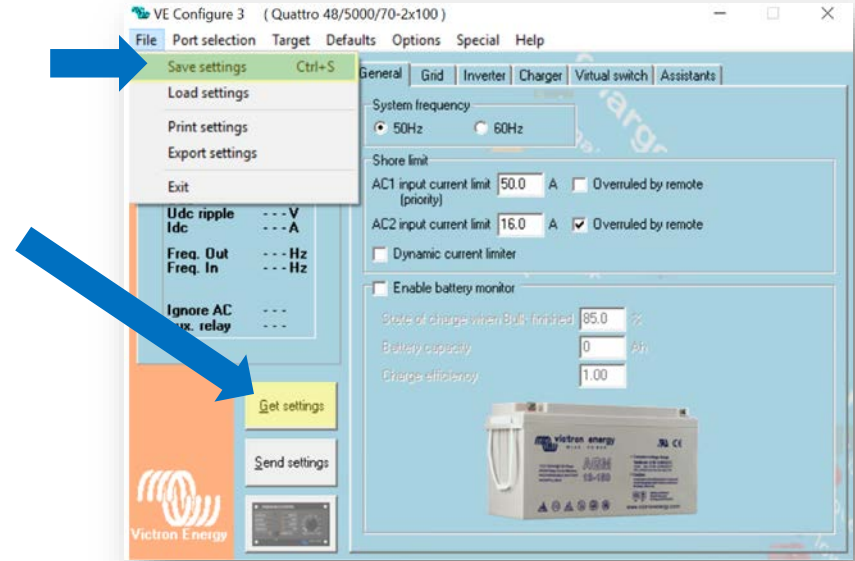 VE Configure 3 ( Quattro 48/5000/70-2x100 )
File Port selection Target Defaults Options Special Help
Save settings Ctrl+S
Load settings
Print settings
Export settings
Exit
General Grid Inverter Charger Virtual switch Assistants
System frequency
50Hz 60Hz
Shore limit
AC1 input current limit 50.0 A Overruled by remote
(priority)
AC2 input current limit 16.0 A Overruled by remote
Dynamic current limiter
Enable battery monitor
State of charge when Bulk finished 85.0 %
Battery capacity 0 Ah
Charge efficiency 1.00
Udc ripple - - - V
Idc - - - A
Freq. Out - - - Hz
Freq. In - - - Hz
Ignore AC - - -
relay - - -
Get settings
Send settings
Victron Energy
victron energy
AGM